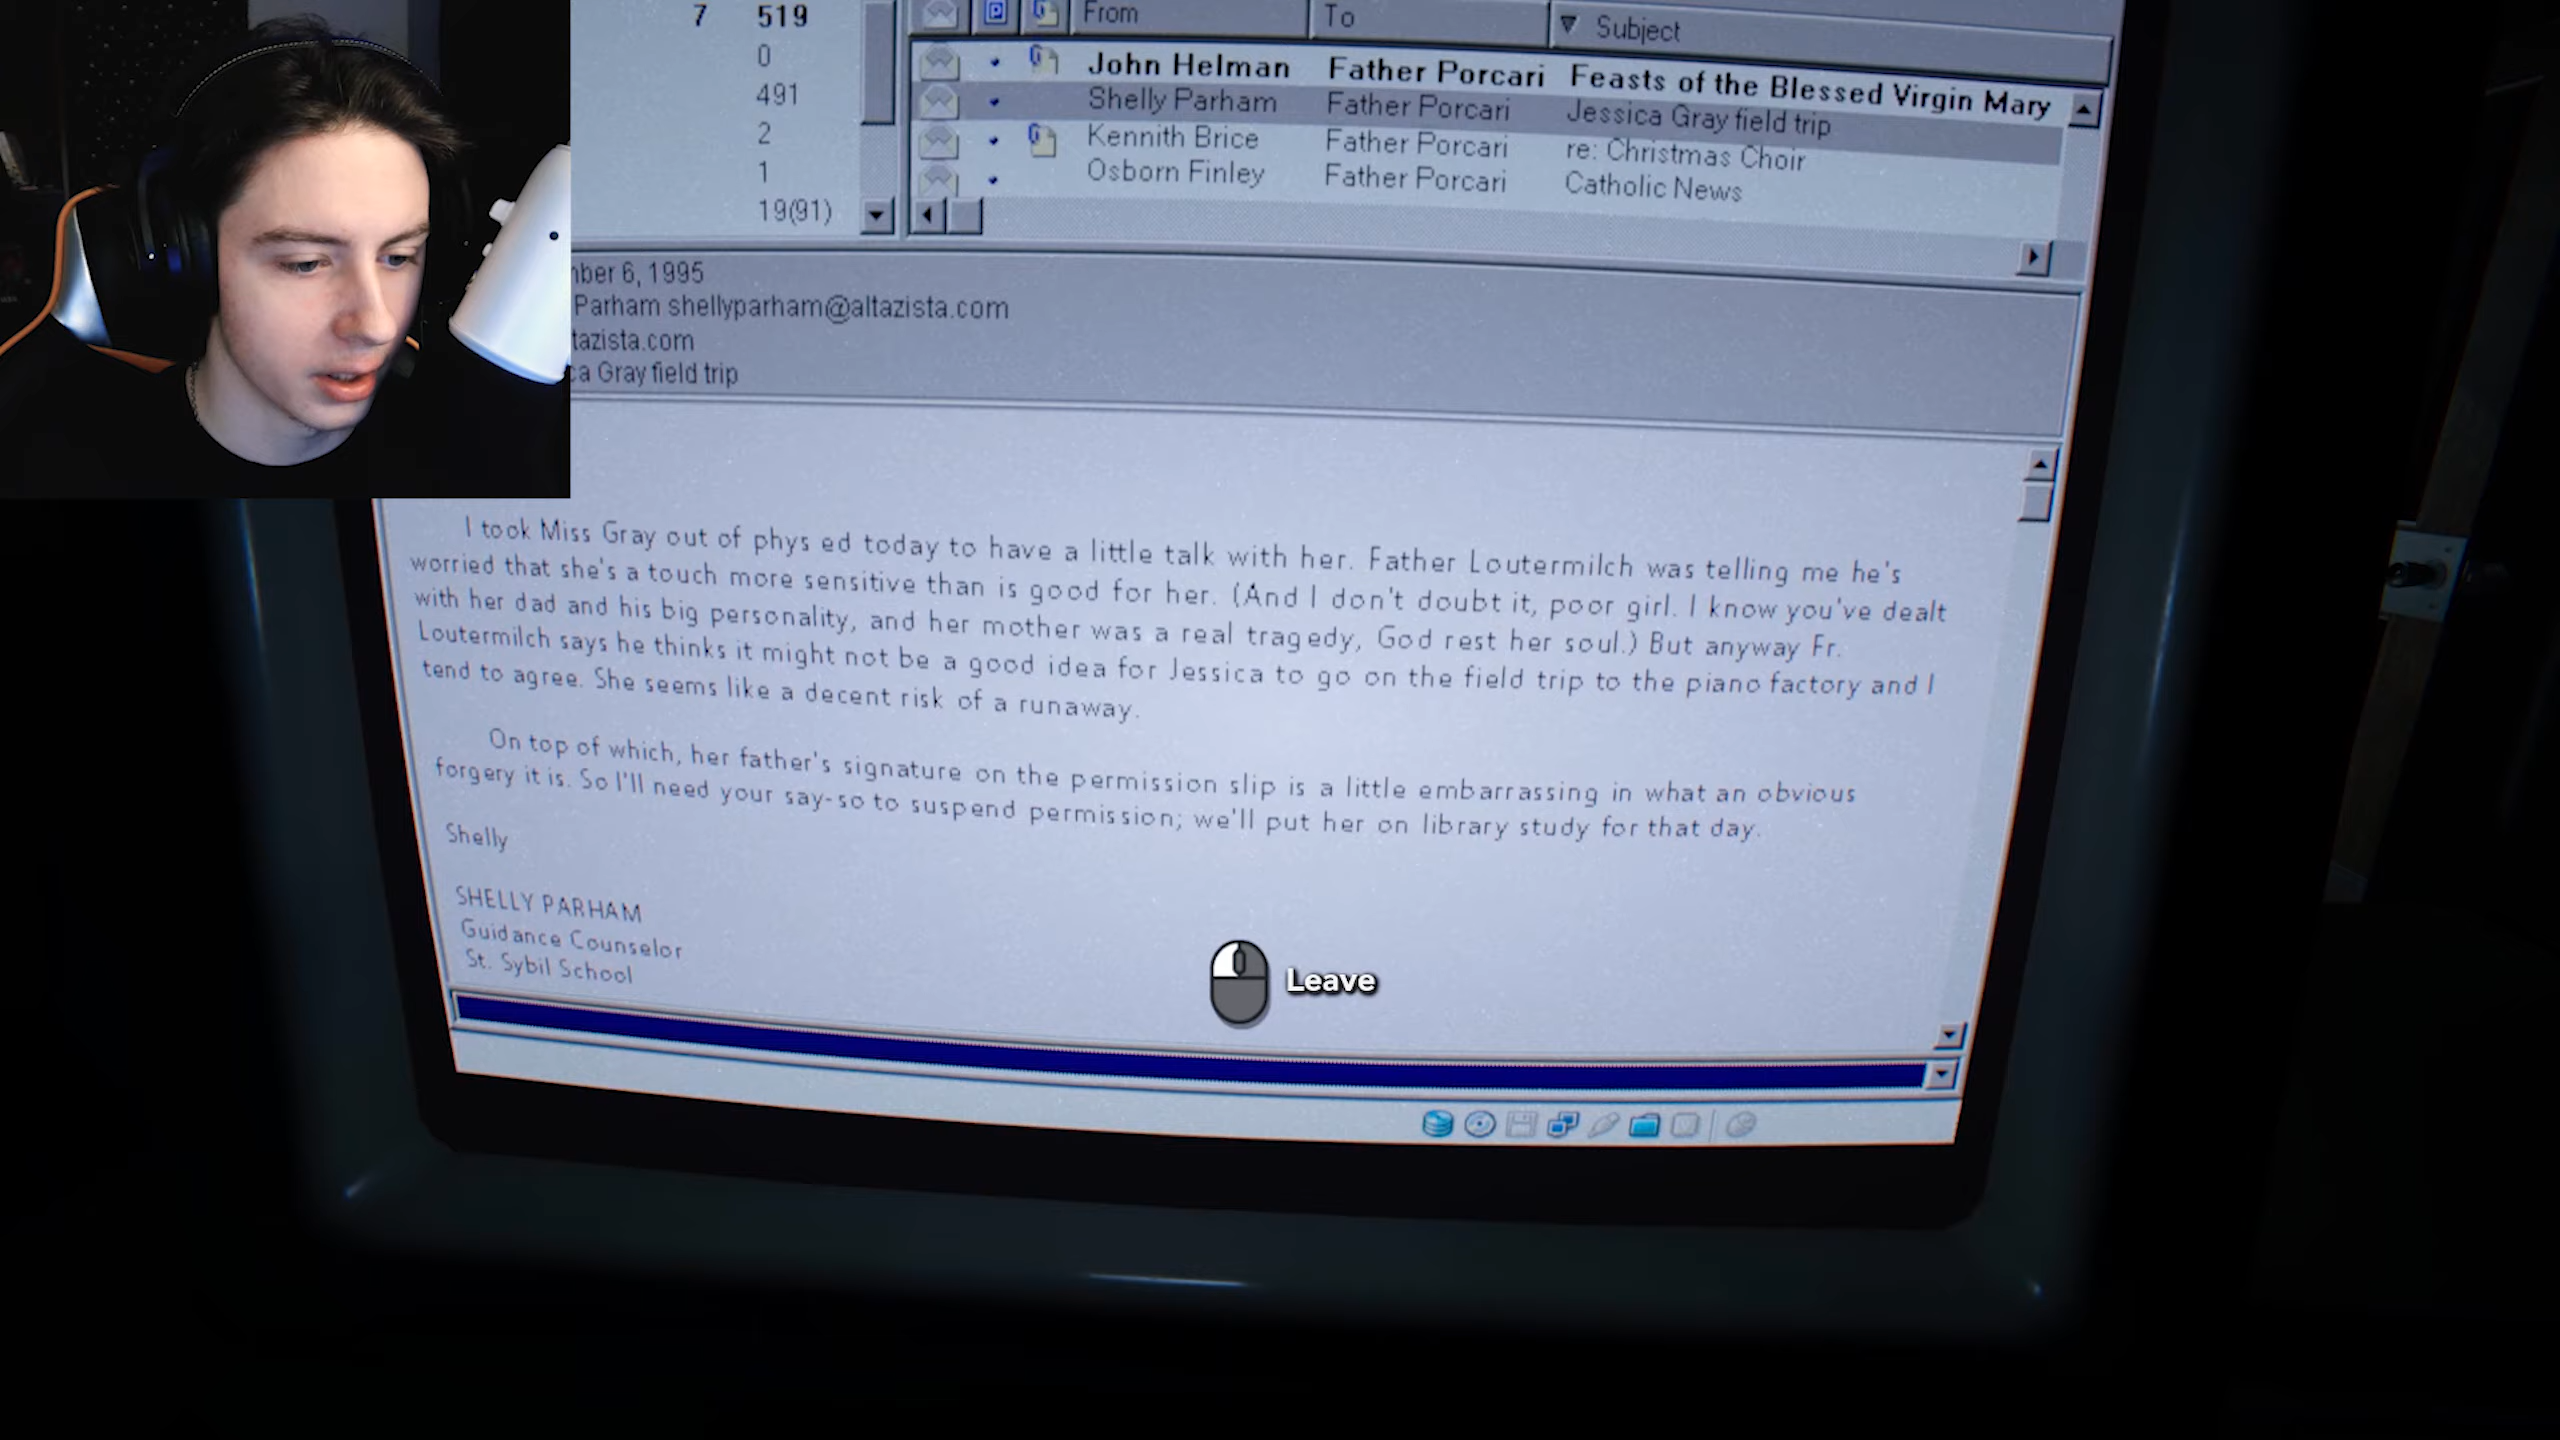 7 519
0
491
2
1
19(91)
From To Subject
John Helman Father Porcari Feasts of the Blessed Virgin Mary
Shelly Parham Father Porcari Jessica Gray field trip
Kennith Brice Father Porcari re: Christmas Choir
Osborn Finley Father Porcari Catholic News
ber 6, 1995
Parham shellyparham@altazista.com
tazista.com
a Gray field trip
I took Miss Gray out of phys ed today to have a little talk with her. Father Loutermilch was telling me he's
worried that she's a touch more sensitive than is good for her. (And I don't doubt it, poor girl. I know you've dealt
with her dad and his big personality, and her mother was a real tragedy, God rest her soul.) But anyway Fr.
Loutermilch says he thinks it might not be a good idea for Jessica to go on the field trip to the piano factory and I
tend to agree. She seems like a decent risk of a runaway.
On top of which, her father's signature on the permission slip is a little embarrassing in what an obvious
forgery it is. So I'll need your say-so to suspend permission; we'll put her on library study for that day.
Shelly
SHELLY PARHAM
Guidance Counselor
St. Sybil School
Leave